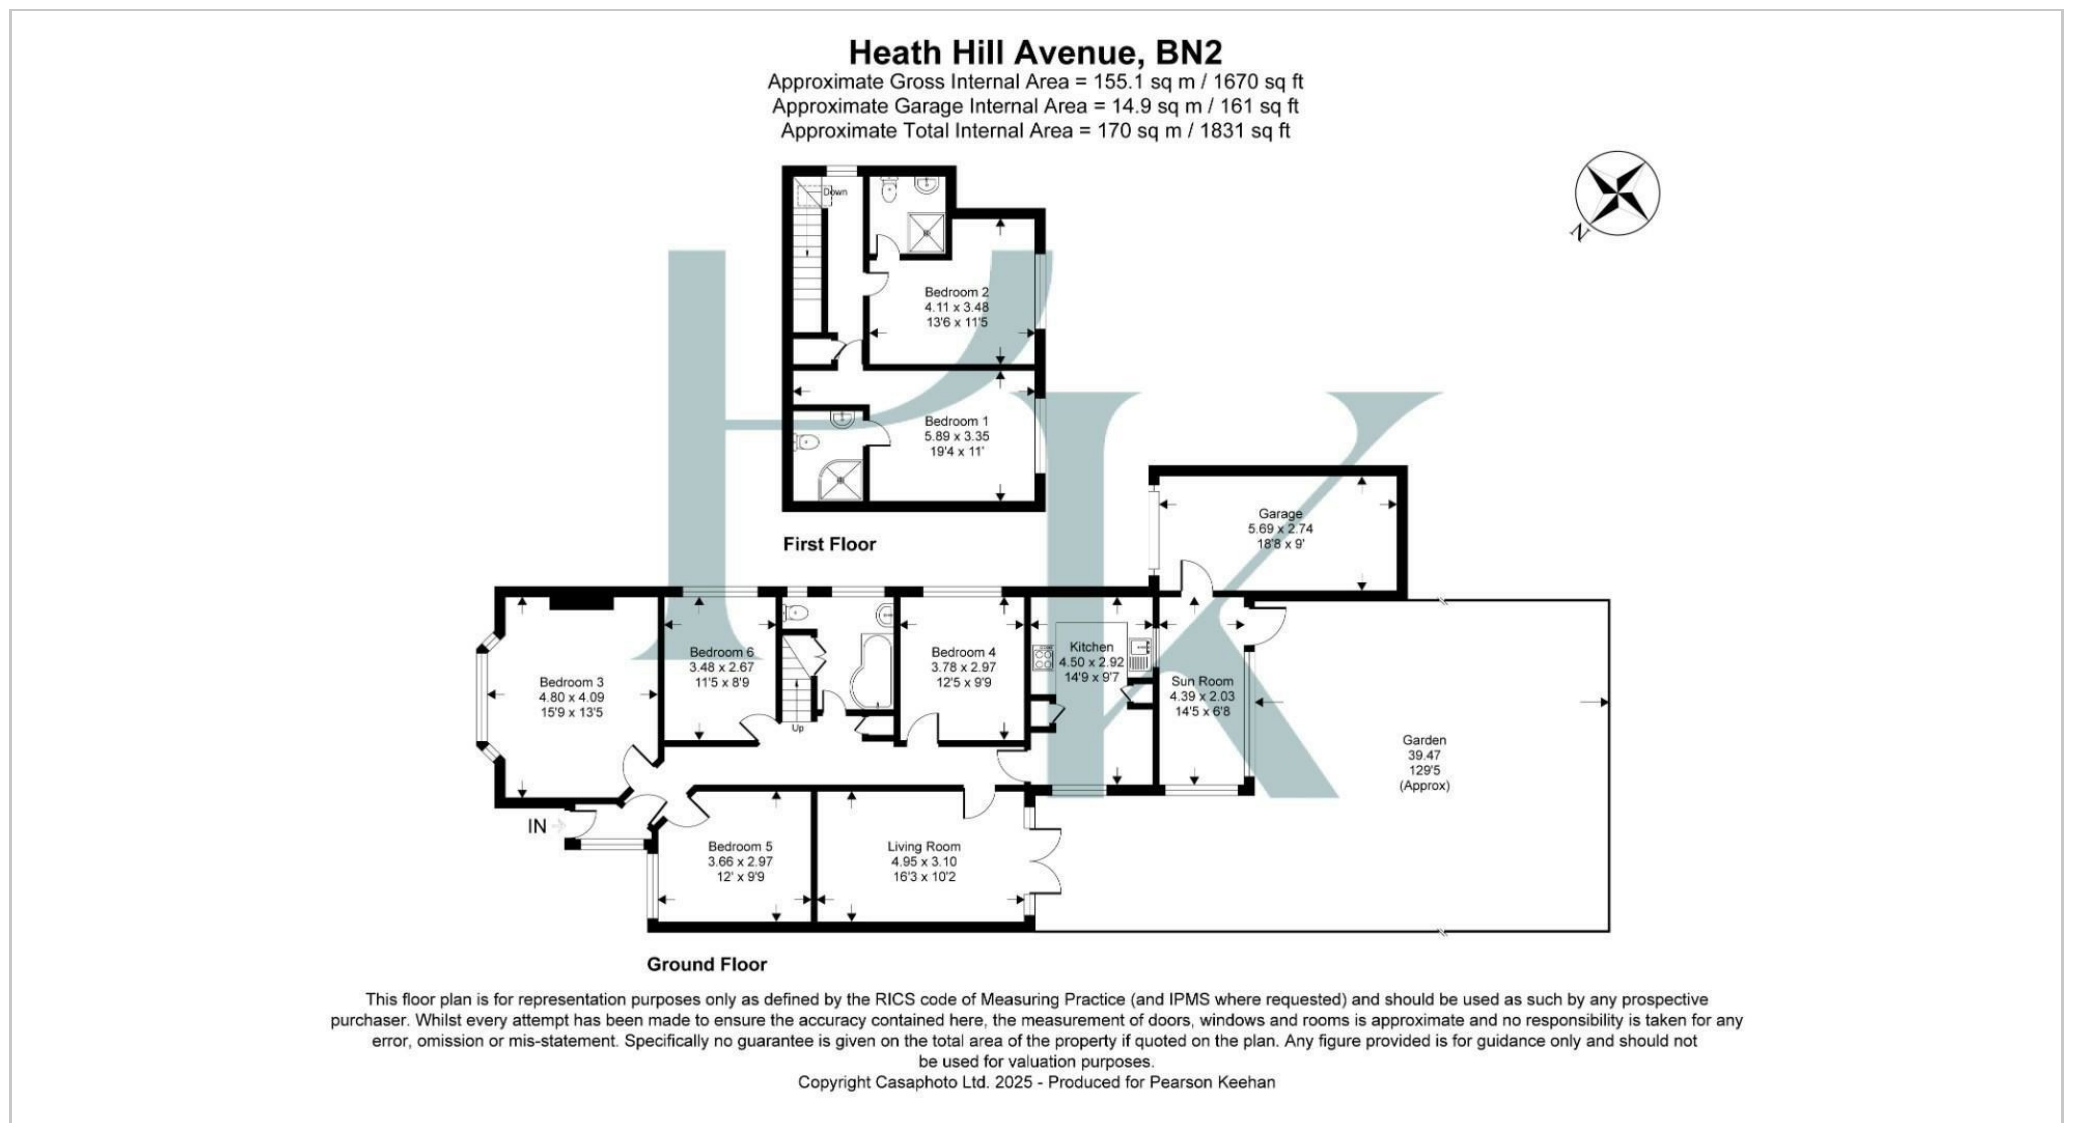 Heath Hill Avenue, BN2
Approximate Gross Internal Area = 155.1 sq m / 1670 sq ft
Approximate Garage Internal Area = 14.9 sq m / 161 sq ft
Approximate Total Internal Area = 170 sq m / 1831 sq ft
N
Down
Bedroom 2
4.11 x 3.48
13'6 x 11'5
Bedroom 1
5.89 x 3.35
19'4 x 11'
First Floor
Garage
5.69 x 2.74
18'8 x 9'
Bedroom 3
4.80 x 4.09
15'9 x 13'5
Bedroom 6
3.48 x 2.67
11'5 x 8'9
Up
Bedroom 4
3.78 x 2.97
12'5 x 9'9
Kitchen
4.50 x 2.92
14'9 x 9'7
Sun Room
4.39 x 2.03
14'5 x 6'8
Garden
39.47
129'5
(Approx)
IN
Bedroom 5
3.66 x 2.97
12' x 9'9
Living Room
4.95 x 3.10
16'3 x 10'2
Ground Floor
This floor plan is for representation purposes only as defined by the RICS code of Measuring Practice (and IPMS where requested) and should be used as such by any prospective
purchaser. Whilst every attempt has been made to ensure the accuracy contained here, the measurement of doors, windows and rooms is approximate and no responsibility is taken for any
error, omission or mis-statement. Specifically no guarantee is given on the total area of the property if quoted on the plan. Any figure provided is for guidance only and should not
be used for valuation purposes.
Copyright Casaphoto Ltd. 2025 - Produced for Pearson Keehan